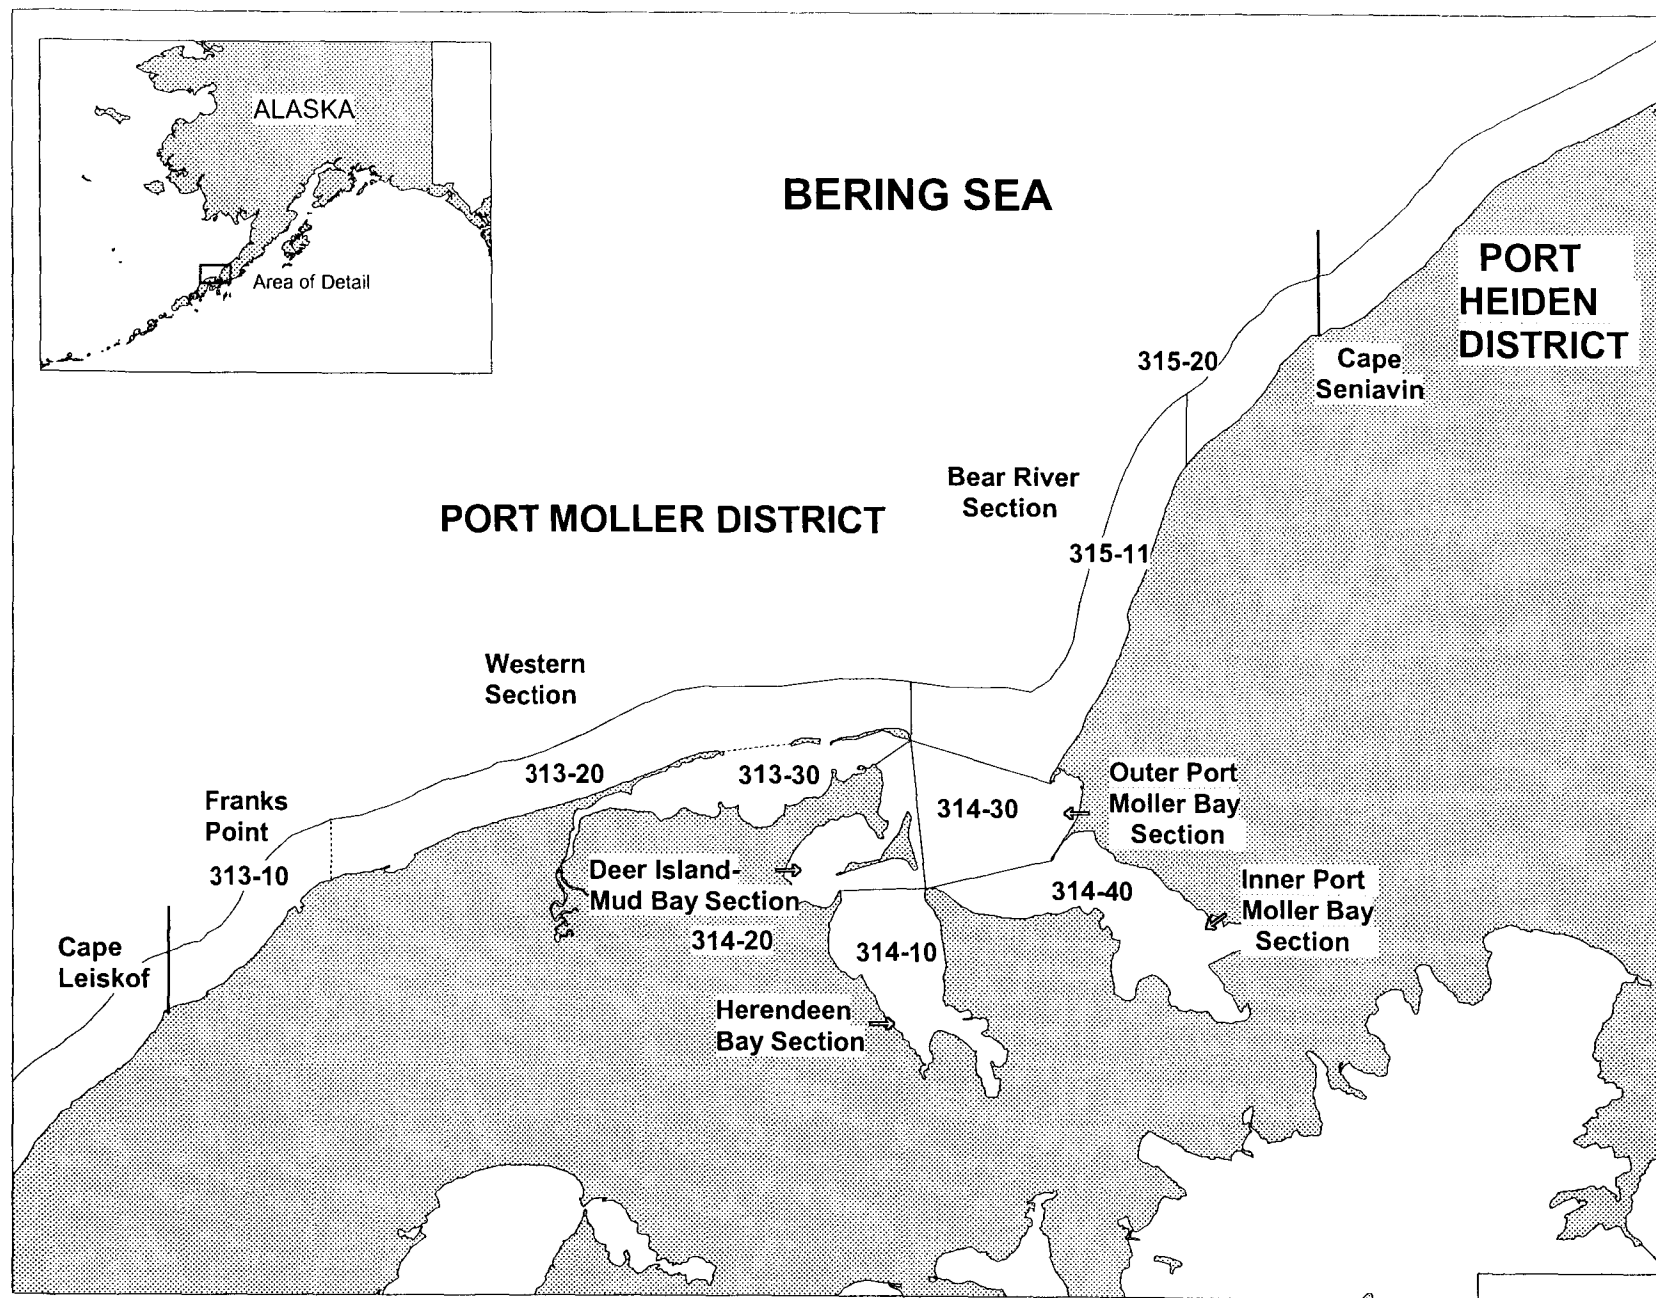 ALASKA
Area of Detail
BERING SEA
PORT
HEIDEN
DISTRICT
315-20
Cape
Seniavin
Bear River
Section
PORT MOLLER DISTRICT
315-11
Western
Section
313-20
313-30
Outer Port
Moller Bay
Section
314-30
Franks
Point
313-10
Deer Island-
Mud Bay Section
314-20
314-40
Inner Port
Moller Bay
Section
Cape
Leiskof
314-10
Herendeen
Bay Section